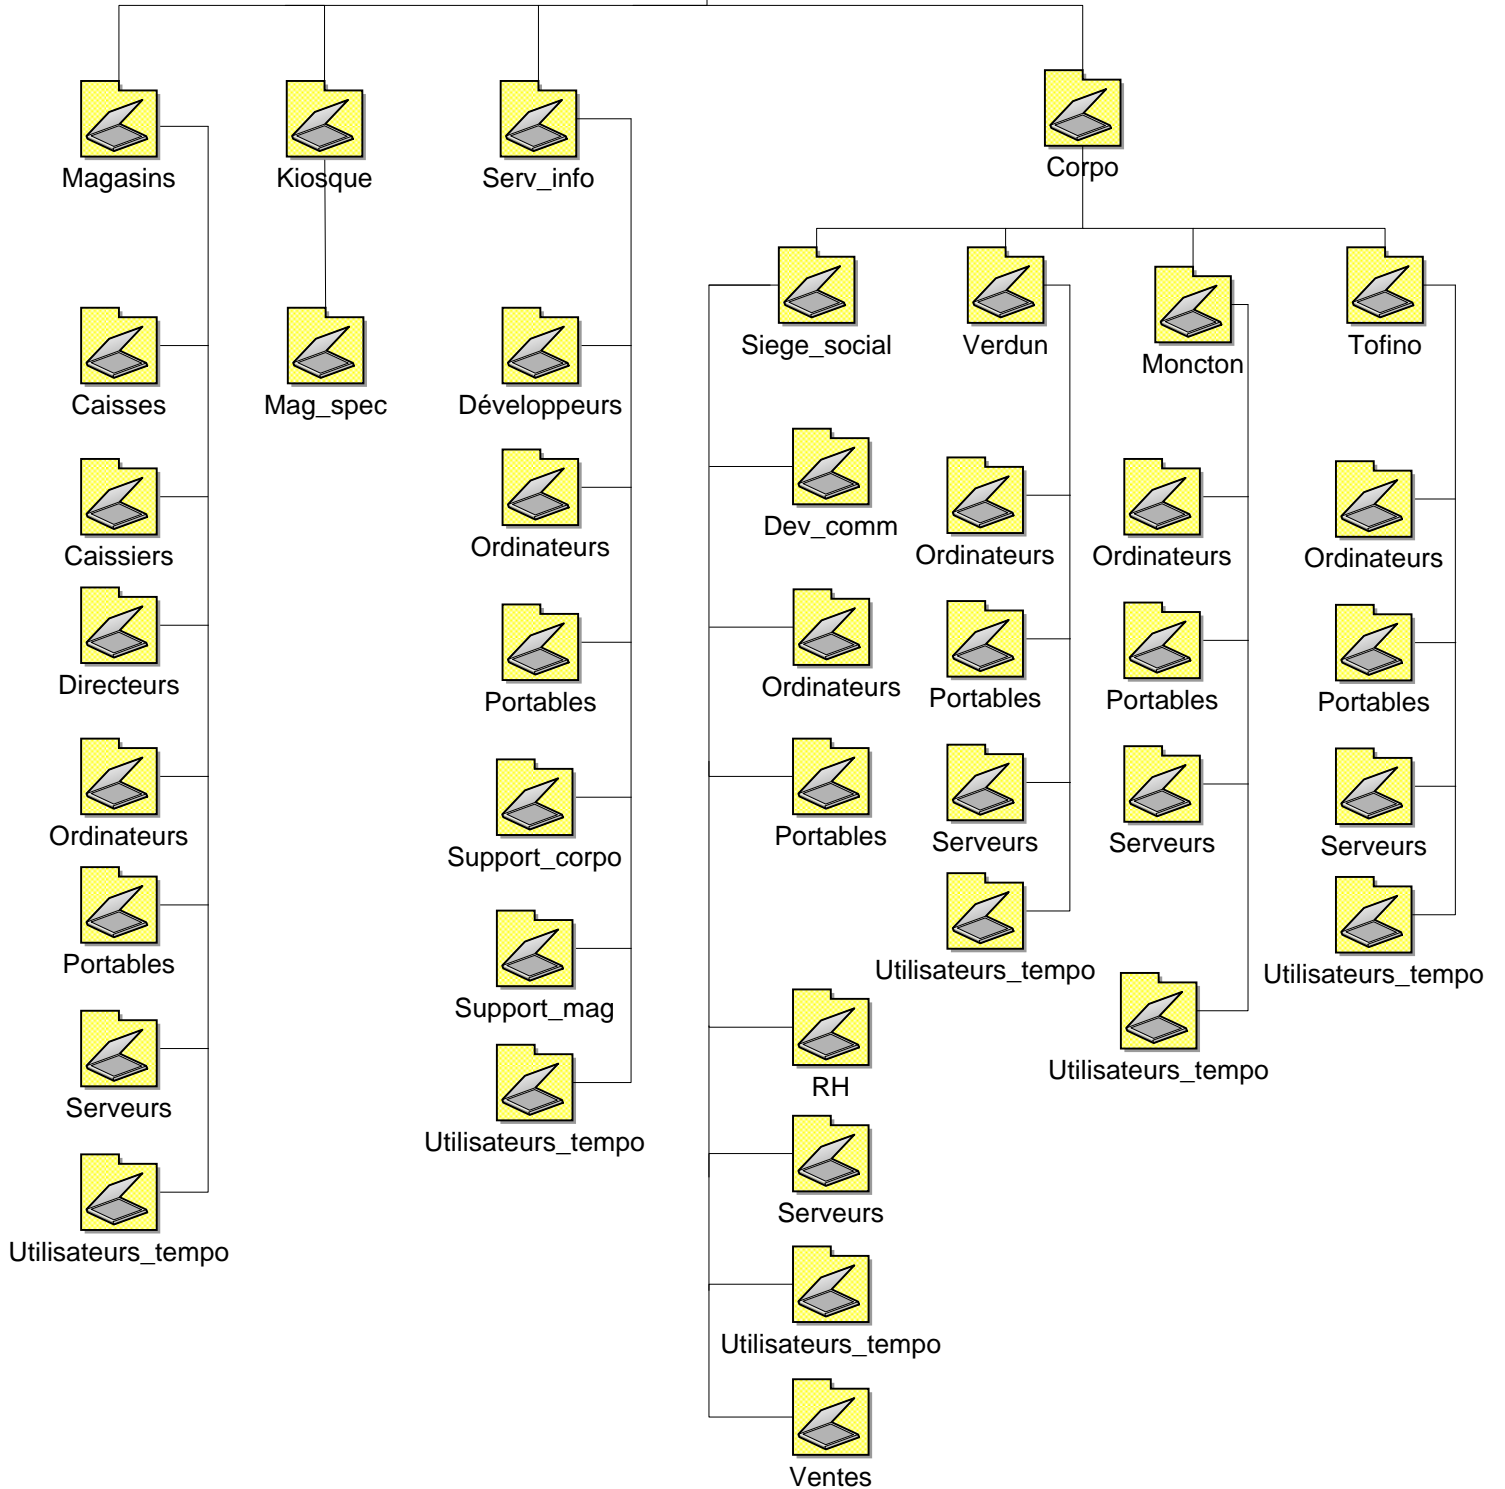 Magasins
Kiosque
Serv_info
Corpo
Siege_social
Verdun
Moncton
Tofino
Caisses
Mag_spec
Développeurs
Caissiers
Ordinateurs
Dev_comm
Ordinateurs
Ordinateurs
Ordinateurs
Directeurs
Portables
Ordinateurs
Portables
Portables
Portables
Ordinateurs
Support_corpo
Portables
Serveurs
Serveurs
Serveurs
Portables
Support_mag
Utilisateurs_tempo
Utilisateurs_tempo
Utilisateurs_tempo
Serveurs
Utilisateurs_tempo
RH
Utilisateurs_tempo
Serveurs
Utilisateurs_tempo
Ventes